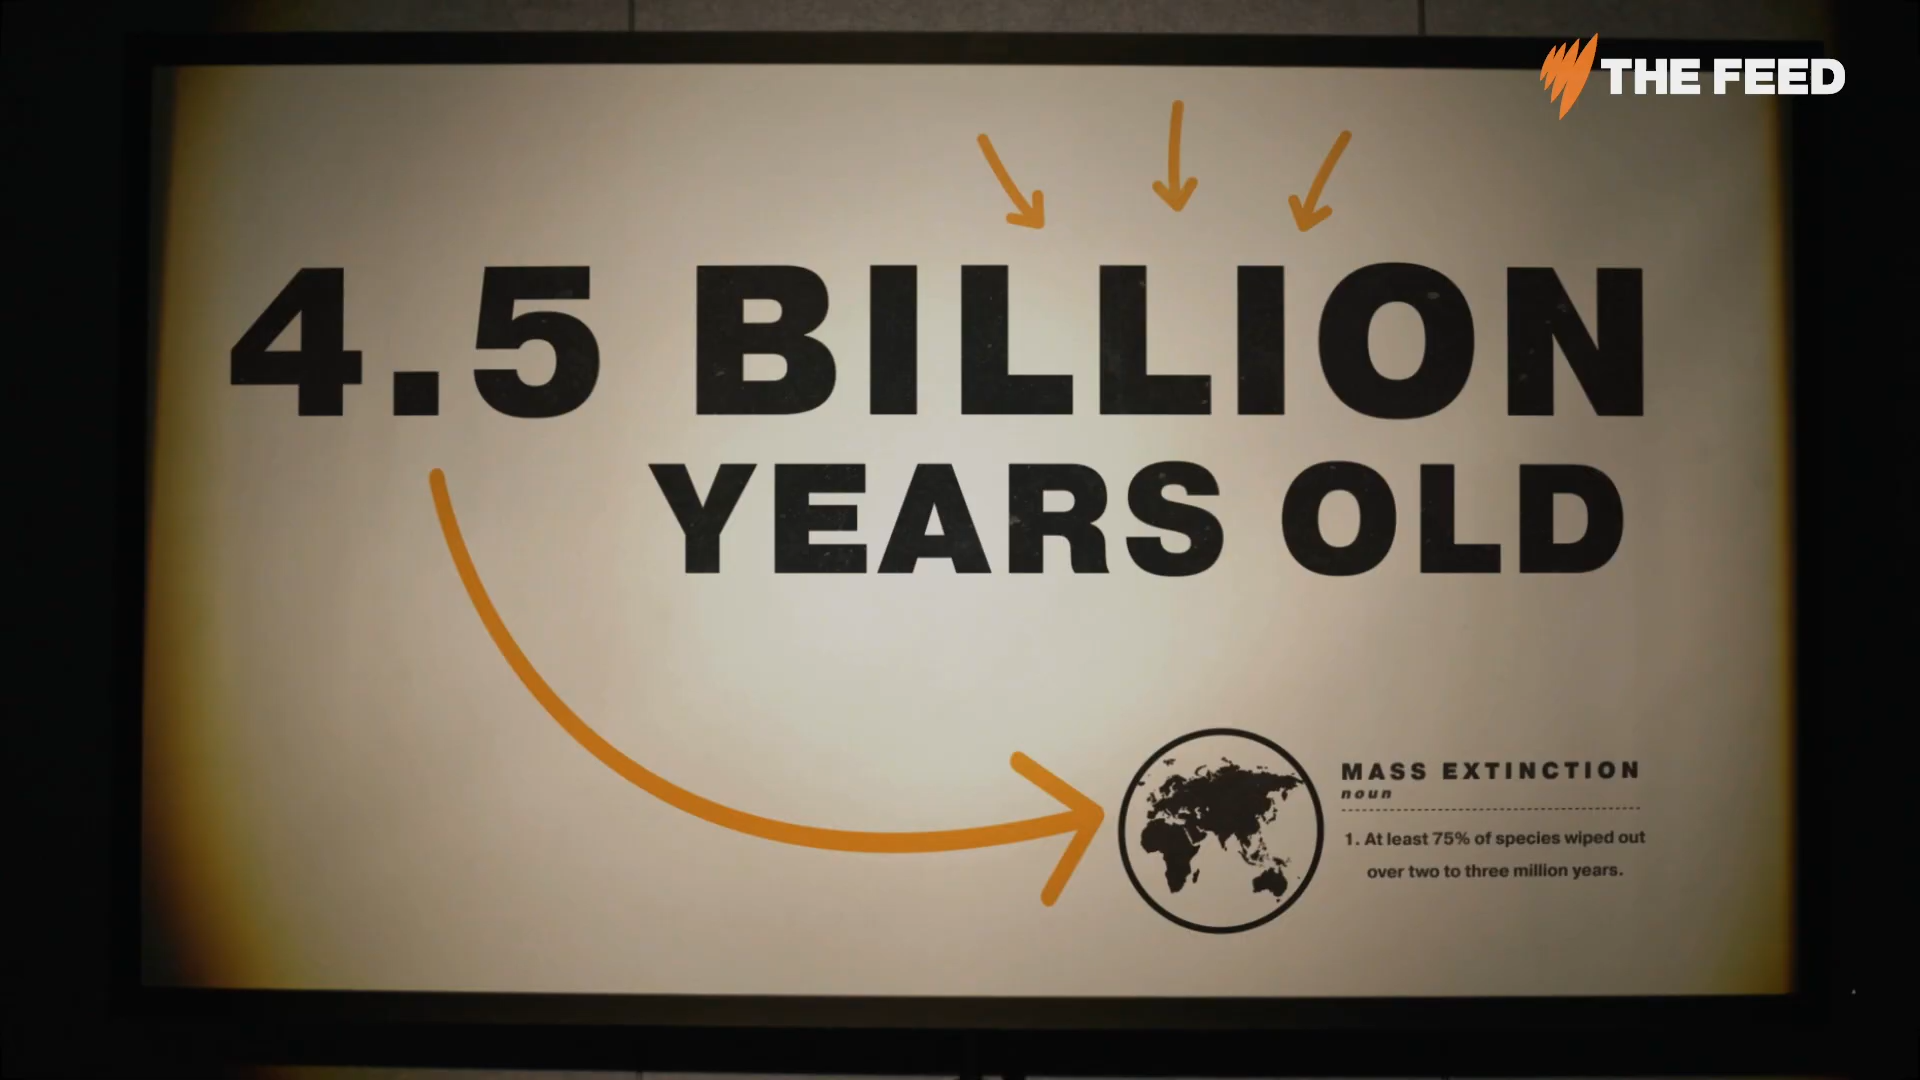 THE FEED
4.5 BILLION
YEARS OLD
MASS EXTINCTION
noun
1. At least 75% of species wiped out
over two to three million years.